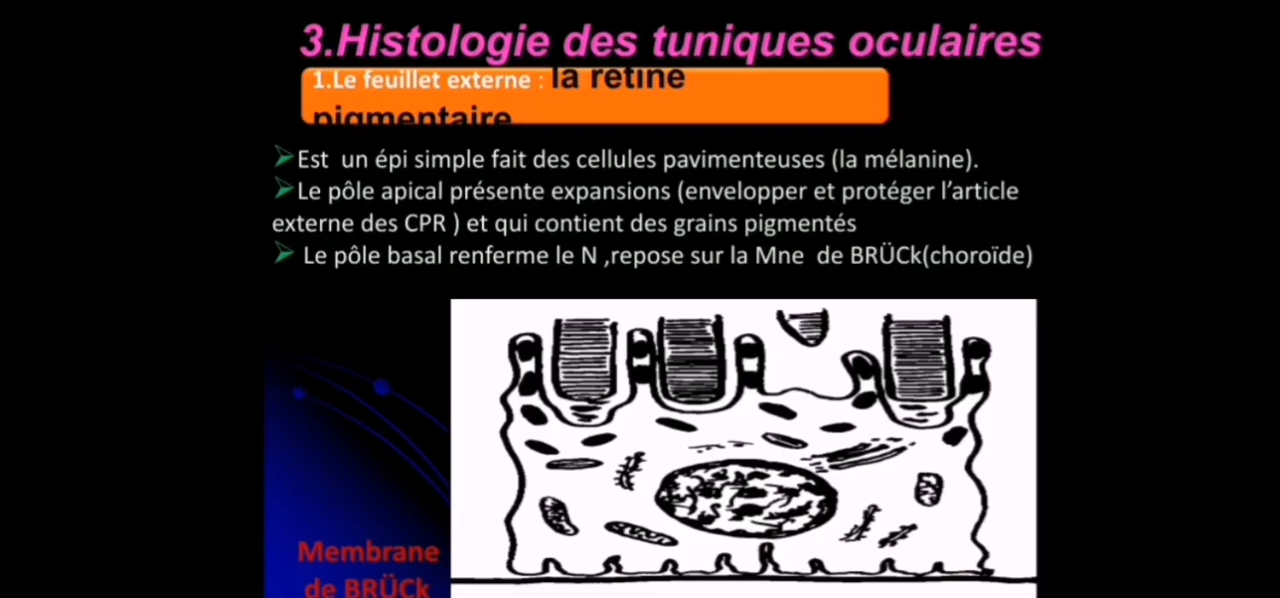 3.Histologie des tuniques oculaires
1.Le feuillet externe : la rétine
pigmentaire
Est un épi simple fait des cellules pavimenteuses (la mélanine).
Le pôle apical présente expansions (envelopper et protéger l’article
externe des CPR ) et qui contient des grains pigmentés
Le pôle basal renferme le N ,repose sur la Mne de BRÜCk(choroïde)
Membrane
de BRÜCk